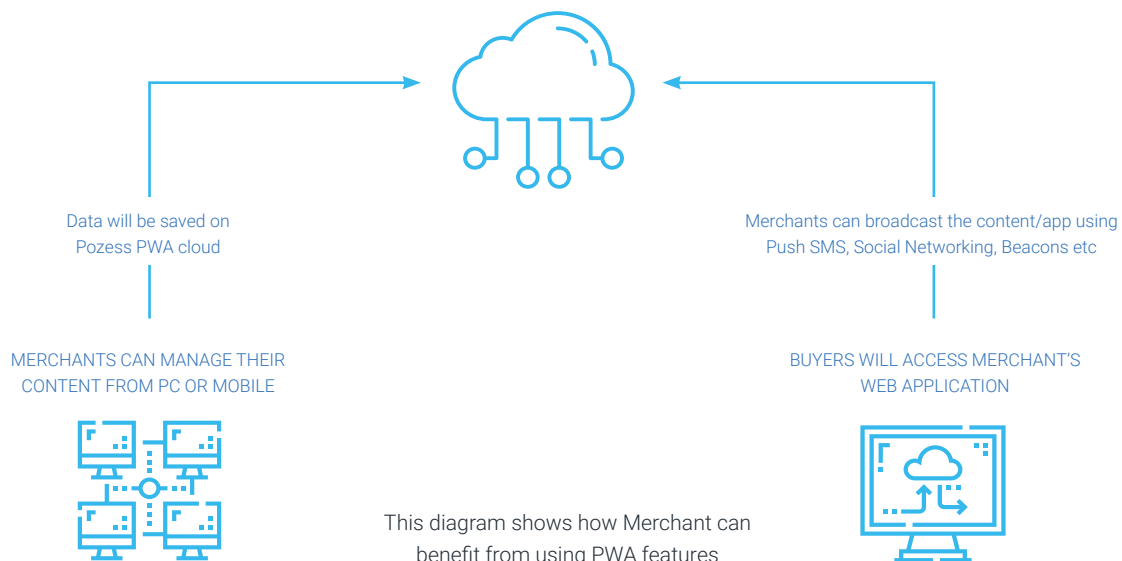 Data will be saved on
Pozess PWA cloud
Merchants can broadcast the content/app using
Push SMS, Social Networking, Beacons etc
MERCHANTS CAN MANAGE THEIR
CONTENT FROM PC OR MOBILE
BUYERS WILL ACCESS MERCHANT'S
WEB APPLICATION
This diagram shows how Merchant can
benefit from using PWA features